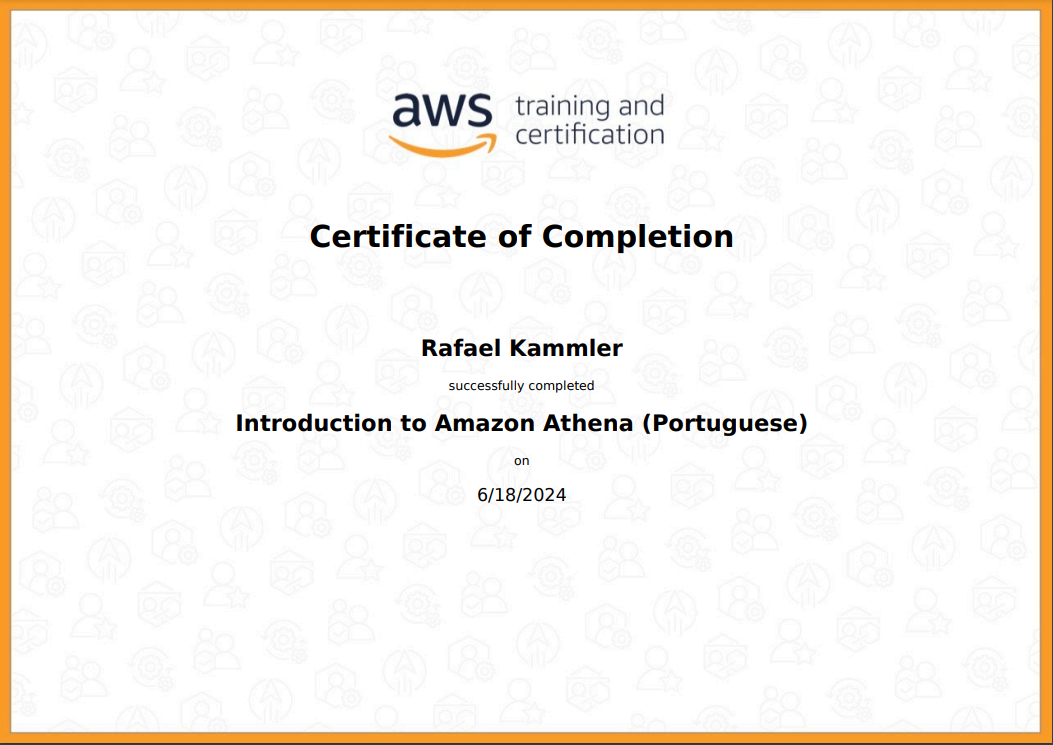 aws training and
certification
Certificate of Completion
Rafael Kammler
successfully completed
Introduction to Amazon Athena (Portuguese)
on
6/18/2024